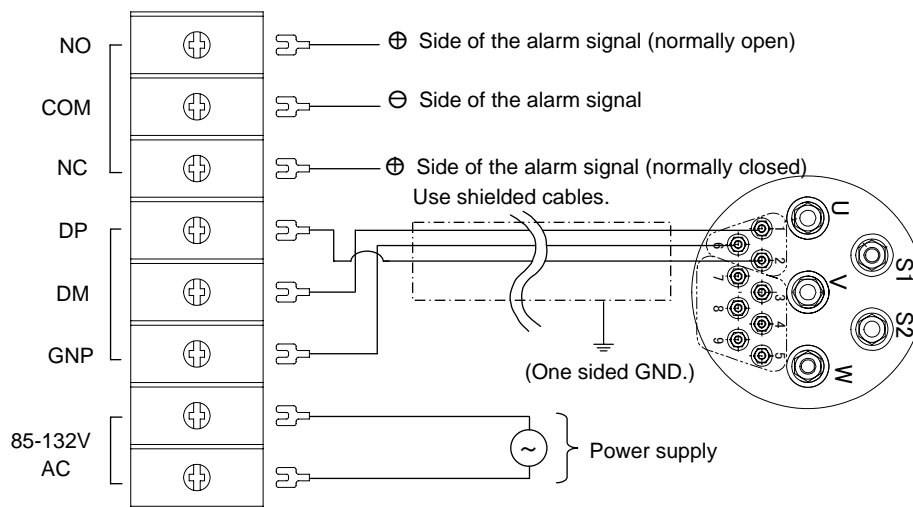 NO
⊕ Side of the alarm signal (normally open)
COM
⊖ Side of the alarm signal
NC
⊕ Side of the alarm signal (normally closed)
Use shielded cables.
DP
DM
GNP
(One sided GND.)
85-132V
AC
~
Power supply
U
V
W
S1
S2
1
2
3
4
5
6
7
8
9